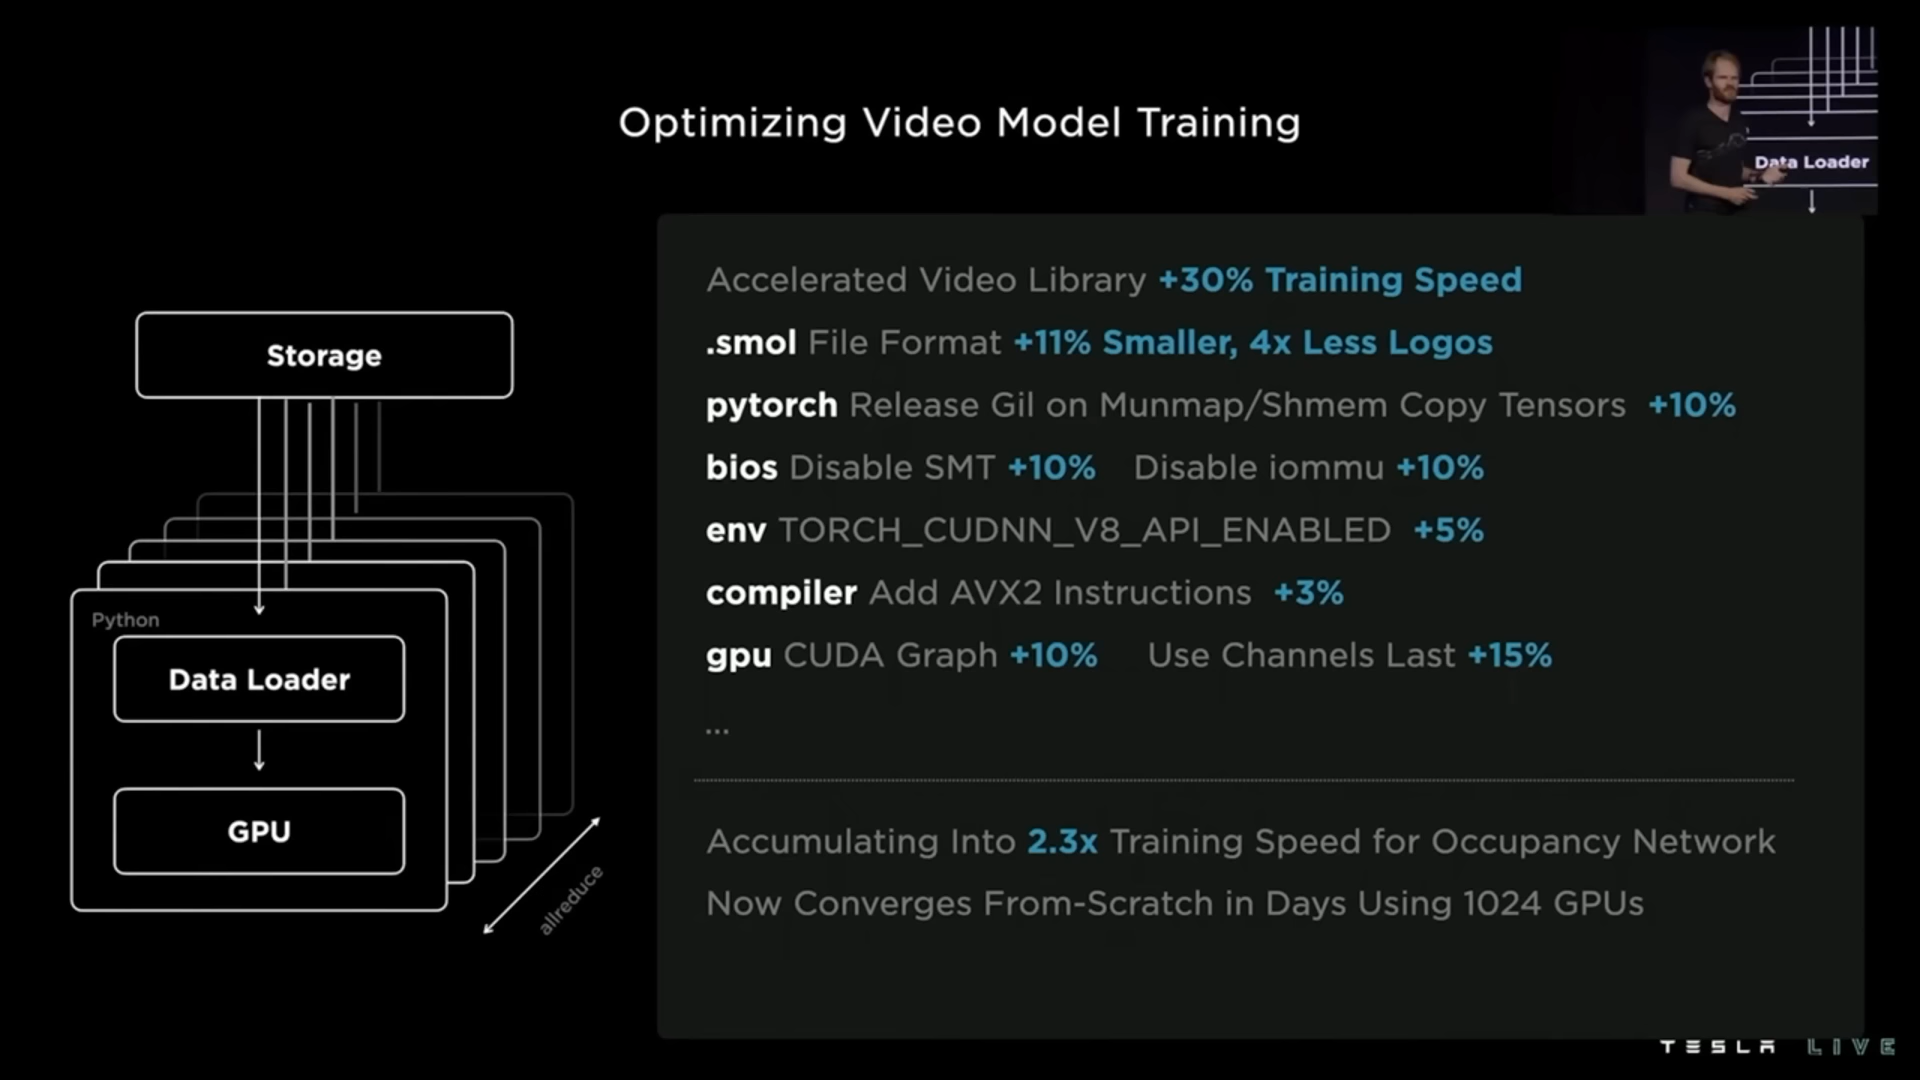 Optimizing Video Model Training
Data Loader
Storage
Python
Data Loader
GPU
allreduce
Accelerated Video Library +30% Training Speed
.smol File Format +11% Smaller, 4x Less Logos
pytorch Release Gil on Munmap/Shmem Copy Tensors +10%
bios Disable SMT +10% Disable iommu +10%
env TORCH_CUDNN_V8_API_ENABLED +5%
compiler Add AVX2 Instructions +3%
gpu CUDA Graph +10% Use Channels Last +15%
...
Accumulating Into 2.3x Training Speed for Occupancy Network
Now Converges From-Scratch in Days Using 1024 GPUs
TESLA LIVE